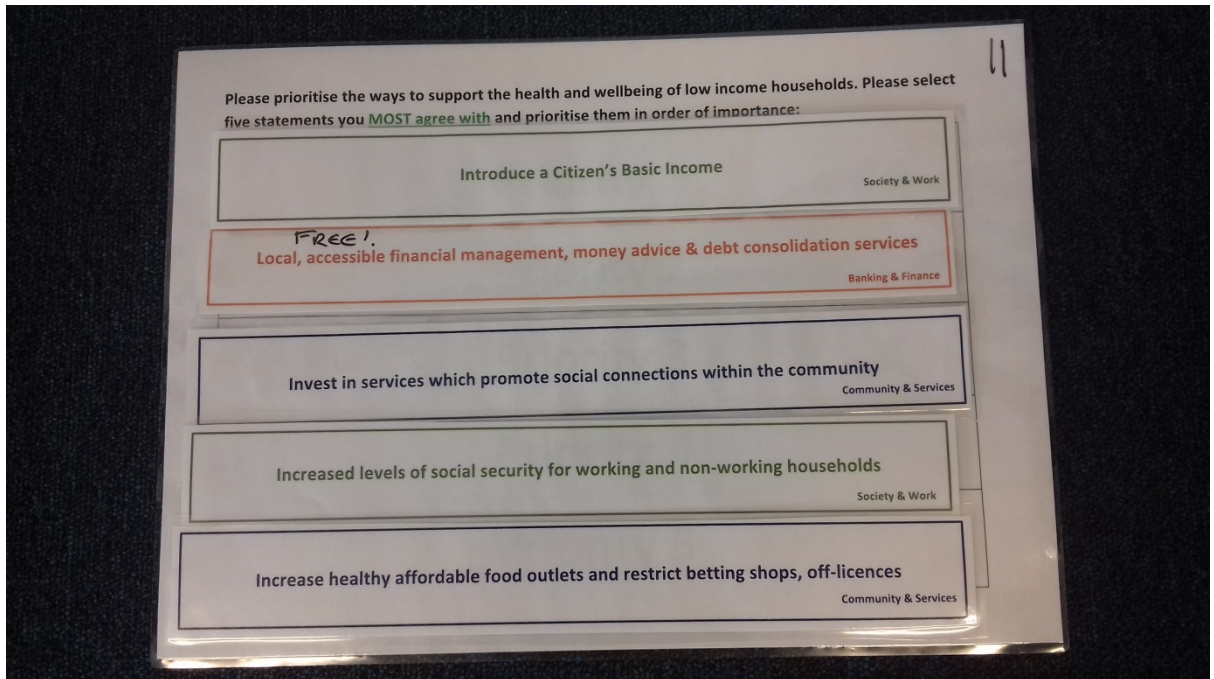 11
Please prioritise the ways to support the health and wellbeing of low income households. Please select
five statements you MOST agree with and prioritise them in order of importance:
Introduce a Citizen's Basic Income
Society & Work
FREE!.
Local, accessible financial management, money advice & debt consolidation services
Banking & Finance
Invest in services which promote social connections within the community
Community & Services
Increased levels of social security for working and non-working households
Society & Work
Increase healthy affordable food outlets and restrict betting shops, off-licences
Community & Services